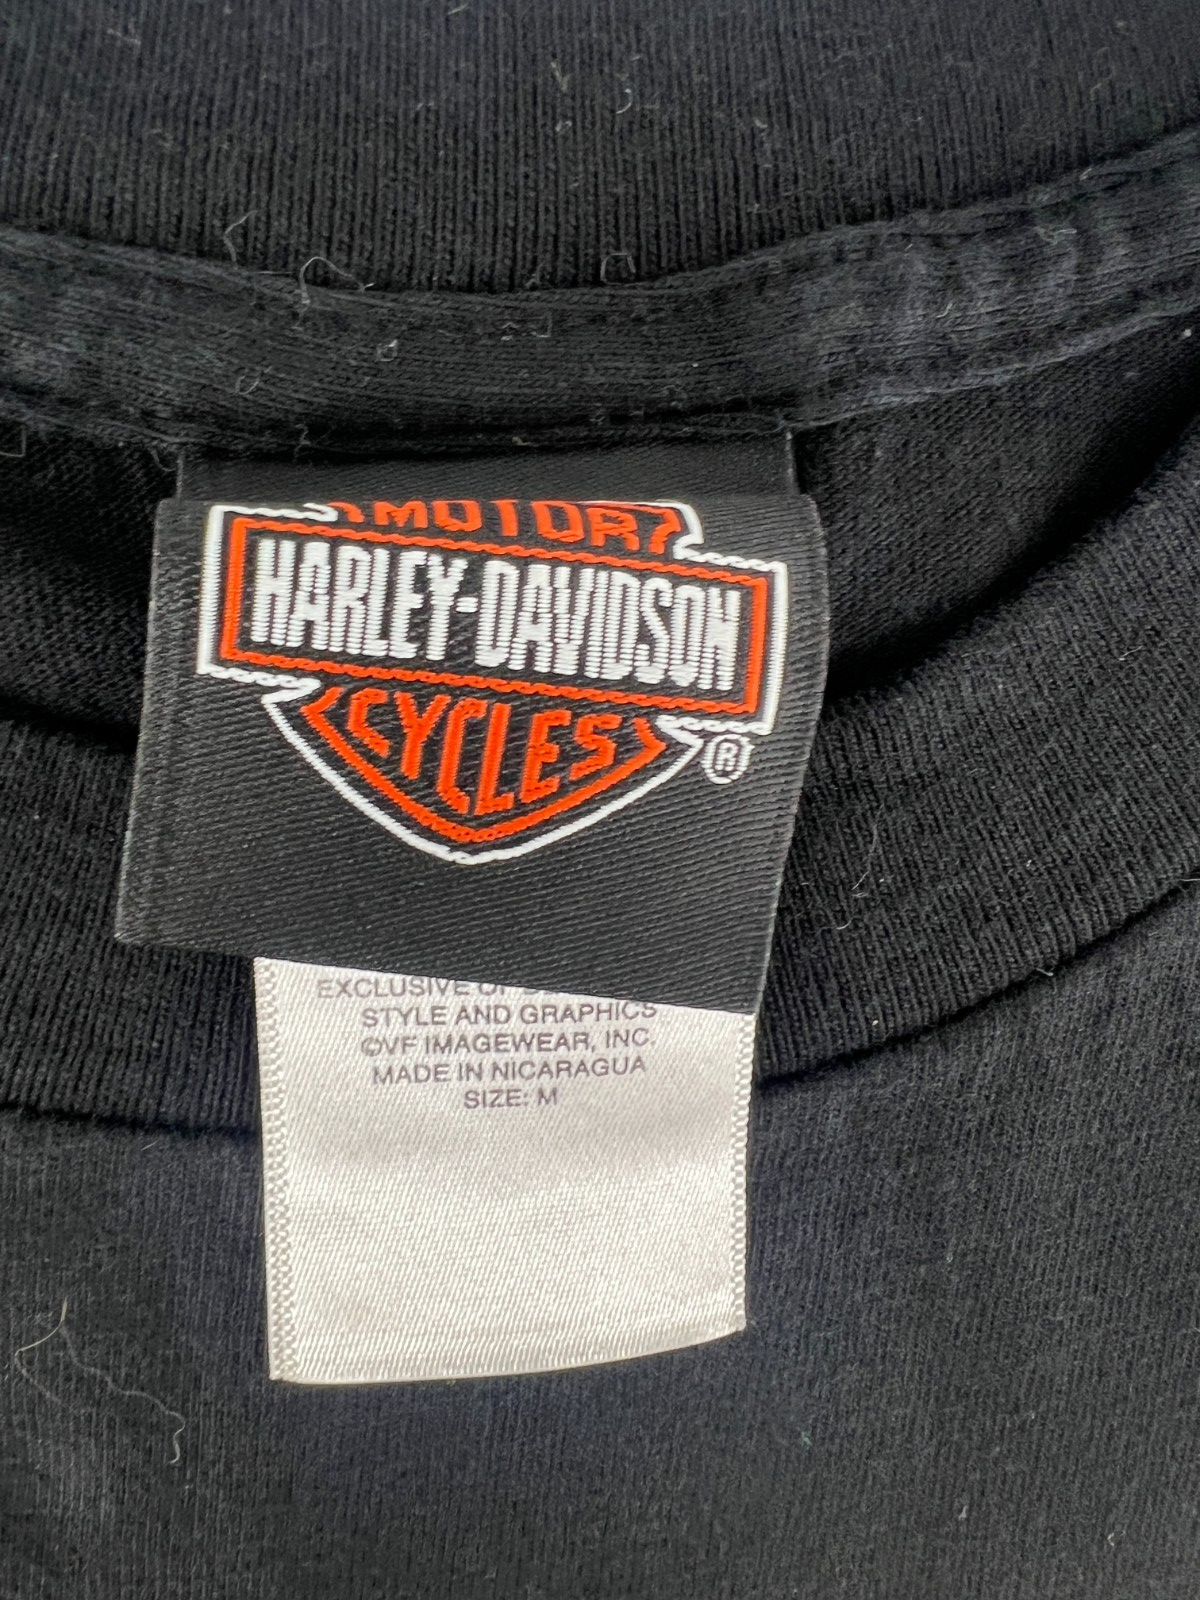 MOTOR
HARLEY-DAVIDSON
CYCLES
®
EXCLUSIVE
STYLE AND GRAPHICS
©VF IMAGEWEAR, INC.
MADE IN NICARAGUA
SIZE: M